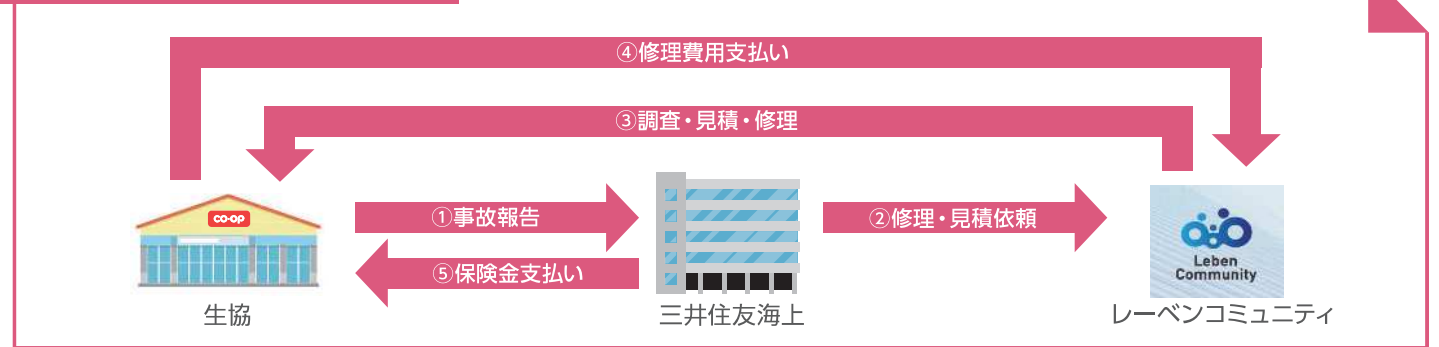 ④修理費用支払い
③調査・見積・修理
co-op
①事故報告
②修理・見積依頼
⑤保険金支払い
Leben
Community
生協
三井住友海上
レーベンコミュニティ